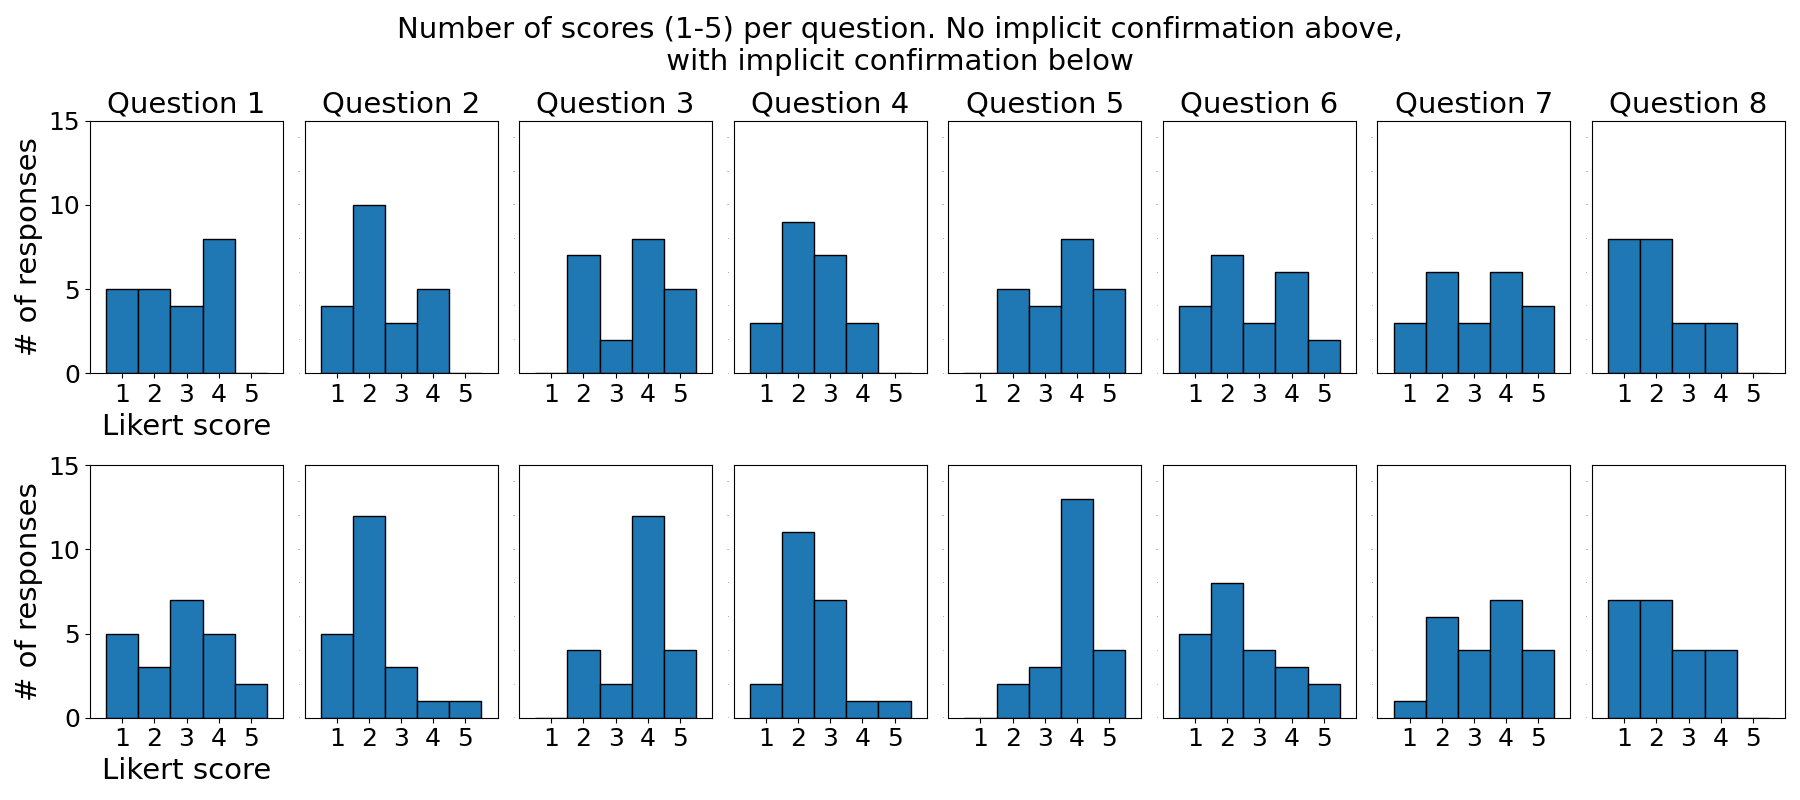 Number of scores (1-5) per question. No implicit confirmation above,
with implicit confirmation below
Question 1 Question 2 Question 3 Question 4 Question 5 Question 6 Question 7 Question 8
15
10
5
0
# of responses
1 2 3 4 5 1 2 3 4 5 1 2 3 4 5 1 2 3 4 5 1 2 3 4 5 1 2 3 4 5 1 2 3 4 5 1 2 3 4 5
Likert score
15
10
5
0
# of responses
1 2 3 4 5 1 2 3 4 5 1 2 3 4 5 1 2 3 4 5 1 2 3 4 5 1 2 3 4 5 1 2 3 4 5 1 2 3 4 5
Likert score